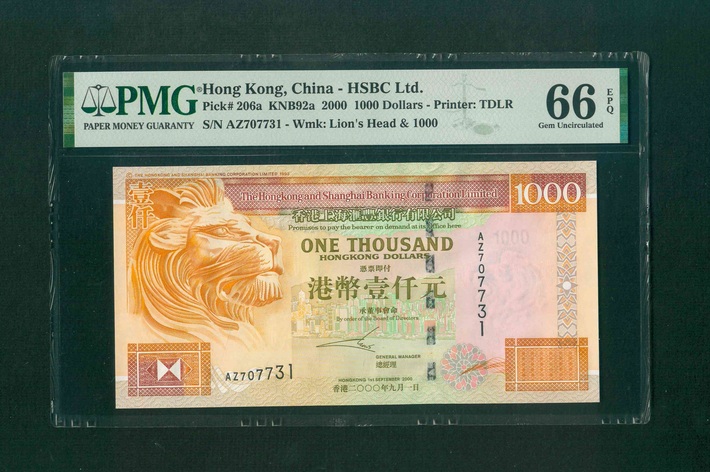 PMG®
PAPER MONEY GUARANTY
Hong Kong, China - HSBC Ltd.
Pick# 206a KNB92a 2000 1000 Dollars - Printer: TDLR
S/N AZ707731 - Wmk: Lion's Head & 1000
66
EPQ
Gem Uncirculated
壹仟
The Hongkong and Shanghai Banking Corporation Limited
1000
香港上海滙豐銀行有限公司
Promises to pay the bearer on demand at its office here
ONE THOUSAND
HONGKONG DOLLARS
憑票即付
港幣壹仟元
承董事會命
By order of the Board of Directors
GENERAL MANAGER
總經理
AZ707731
AZ707731
HONGKONG 1st SEPTEMBER 2000
香港二〇〇〇年九月一日